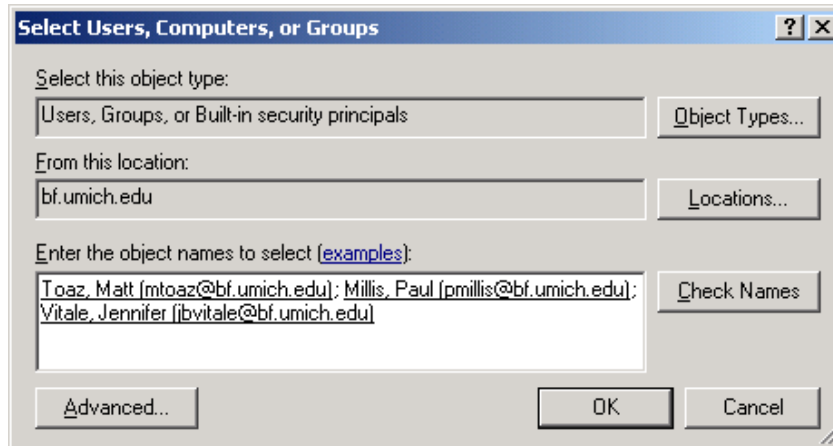 Select Users, Computers, or Groups
Select this object type:
Users, Groups, or Built-in security principals
Object Types...
From this location:
bf.umich.edu
Locations...
Enter the object names to select (examples):
Toaz, Matt (mtoaz@bf.umich.edu); Millis, Paul (pmillis@bf.umich.edu);
Vitale, Jennifer (jbvitale@bf.umich.edu)
Check Names
Advanced...
OK
Cancel